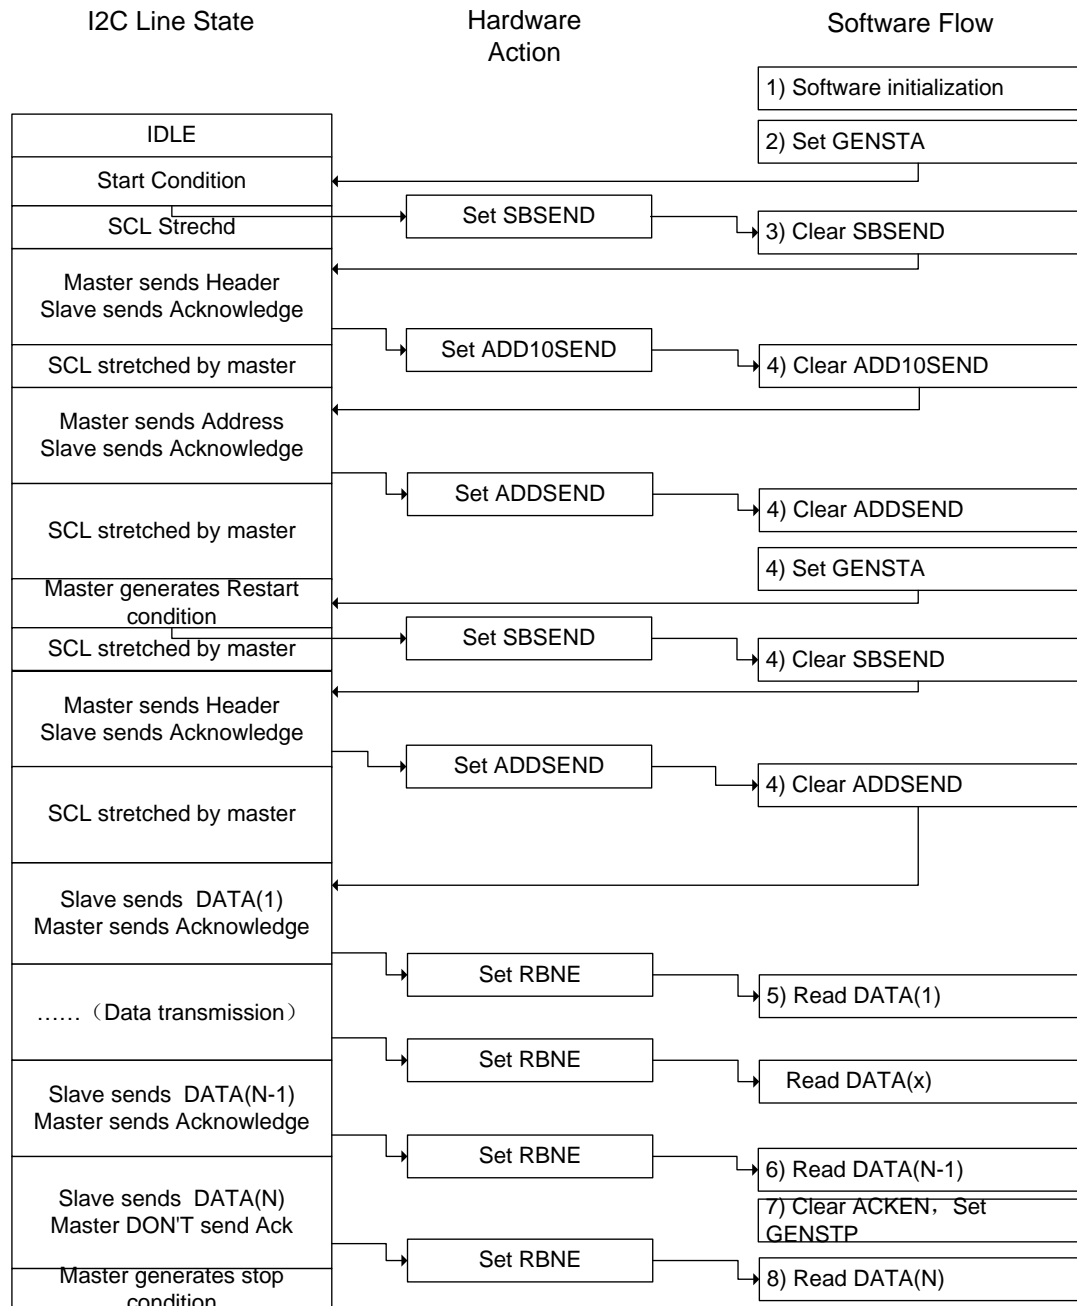 I2C Line State
Hardware
Action
Software Flow
1) Software initialization
IDLE
2) Set GENSTA
Start Condition
Set SBSEND
SCL Strechd
3) Clear SBSEND
Master sends Header
Slave sends Acknowledge
Set ADD10SEND
SCL stretched by master
4) Clear ADD10SEND
Master sends Address
Slave sends Acknowledge
Set ADDSEND
4) Clear ADDSEND
SCL stretched by master
4) Set GENSTA
Master generates Restart
condition
Set SBSEND
SCL stretched by master
4) Clear SBSEND
Master sends Header
Slave sends Acknowledge
Set ADDSEND
4) Clear ADDSEND
SCL stretched by master
Slave sends DATA(1)
Master sends Acknowledge
Set RBNE
5) Read DATA(1)
……（Data transmission）
Set RBNE
Read DATA(x)
Slave sends DATA(N-1)
Master sends Acknowledge
Set RBNE
6) Read DATA(N-1)
Slave sends DATA(N)
Master DON'T send Ack
7) Clear ACKEN，Set
GENSTP
Set RBNE
8) Read DATA(N)
Master generates stop
condition